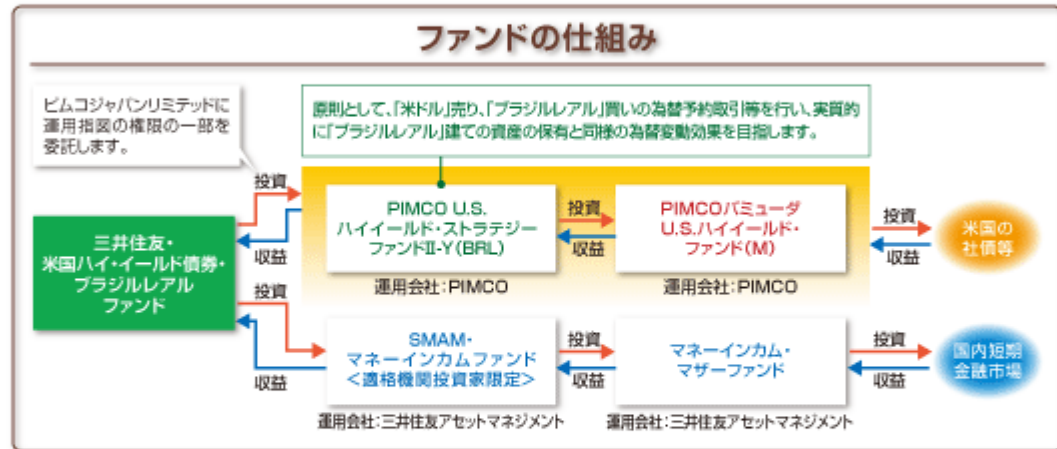 ファンドの仕組み
ピムコジャパンリミテッドに
運用指図の権限の一部を
委託します。
原則として、「米ドル」売り、「ブラジルレアル」買いの為替予約取引等を行い、実質的
に「ブラジルレアル」建ての資産の保有と同様の為替変動効果を目指します。
三井住友・
米国ハイ・イールド債券・
ブラジルレアル
ファンド
投資
収益
PIMCO U.S.
ハイイールド・ストラテジー
ファンドII-Y(BRL)
運用会社:PIMCO
投資
収益
PIMCOバミューダ
U.S.ハイイールド・
ファンド(M)
運用会社:PIMCO
投資
収益
米国の
社債等
投資
収益
SMAM・
マネーインカムファンド
<適格機関投資家限定>
運用会社:三井住友アセットマネジメント
投資
収益
マネーインカム・
マザーファンド
運用会社:三井住友アセットマネジメント
投資
収益
国内短期
金融市場